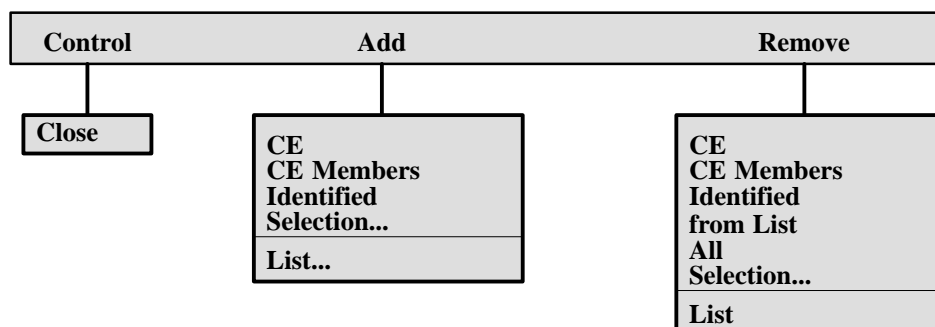 Control Add Remove
Close
CE
CE Members
Identified
Selection...
List...
CE
CE Members
Identified
from List
All
Selection...
List